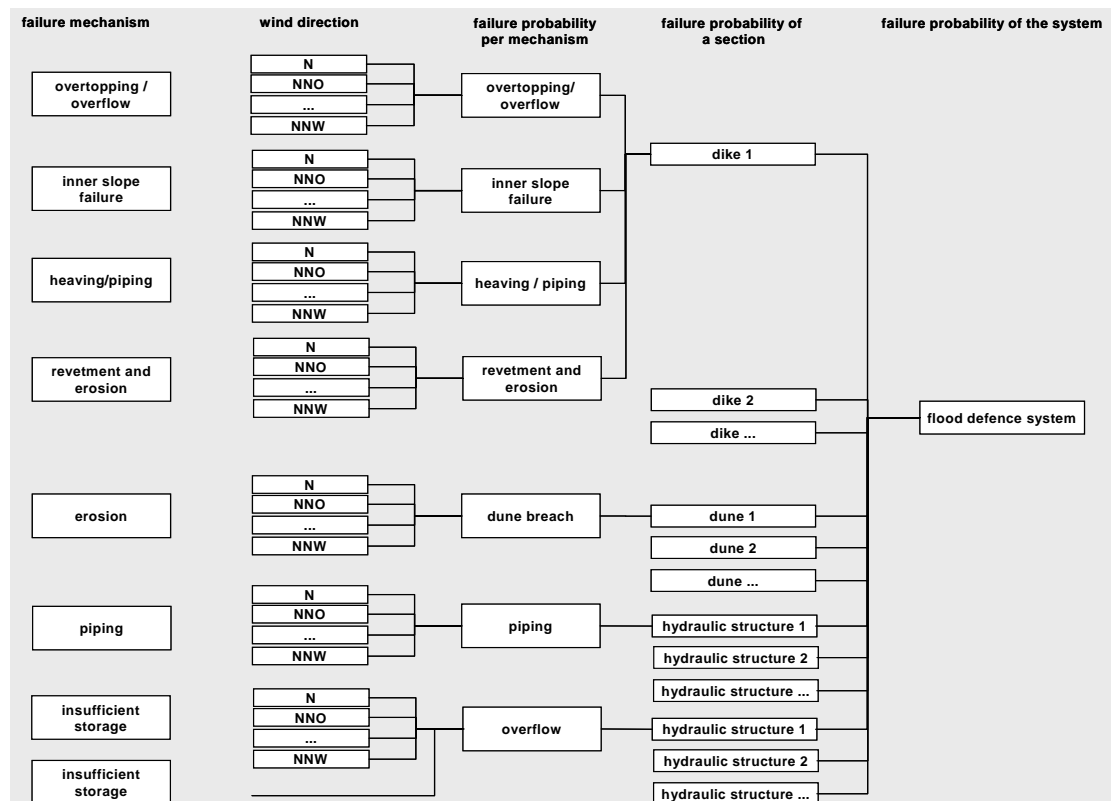 failure mechanism
wind direction
failure probability
per mechanism
failure probability of
a section
failure probability of the system
overtopping /
overflow
N
NNO
...
NNW
overtopping/
overflow
dike 1
inner slope
failure
N
NNO
...
NNW
inner slope
failure
heaving/piping
N
NNO
...
NNW
heaving / piping
revetment and
erosion
N
NNO
...
NNW
revetment and
erosion
dike 2
dike ...
flood defence system
erosion
N
NNO
...
NNW
dune breach
dune 1
dune 2
dune ...
piping
N
NNO
...
NNW
piping
hydraulic structure 1
hydraulic structure 2
hydraulic structure ...
insufficient
storage
N
NNO
...
NNW
overflow
hydraulic structure 1
hydraulic structure 2
hydraulic structure ...
insufficient
storage